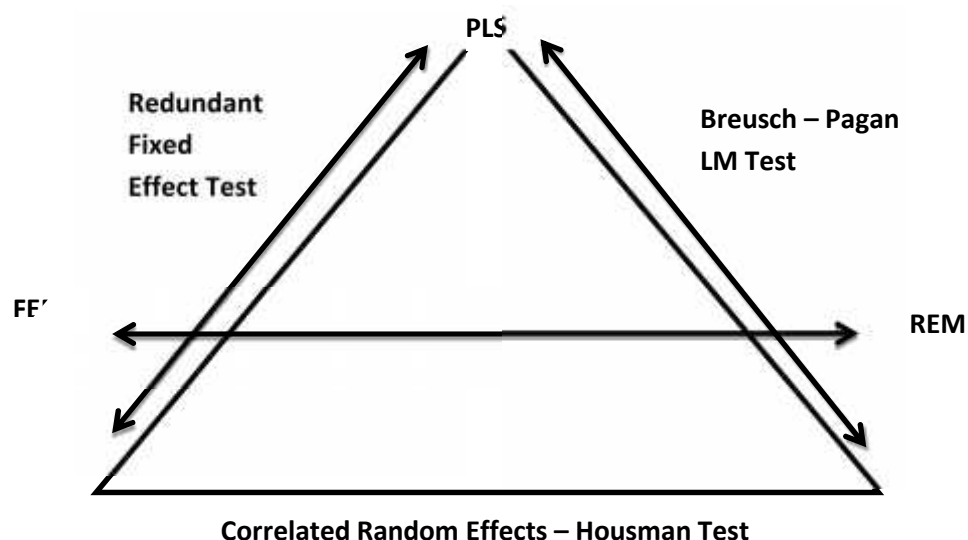 PLS
Redundant
Fixed
Effect Test
Breusch – Pagan
LM Test
REM
Correlated Random Effects – Housman Test